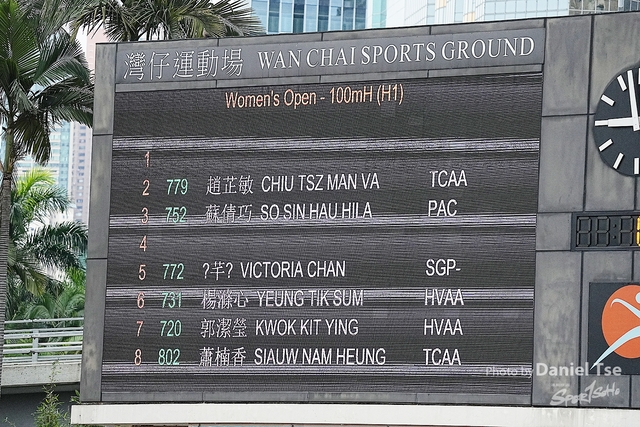 灣仔運動場 WAN CHAI SPORTS GROUND
Women's Open - 100mH (H1)
1
2 779 趙芷敏 CHIU TSZ MAN VA TCAA
3 752 蘇倩巧 SO SIN HAU HILA PAC
4
5 772 ?芊? VICTORIA CHAN SGP-
6 731 楊滌心 YEUNG TIK SUM HVAA
7 720 郭潔瑩 KWOK KIT YING HVAA
8 802 蕭楠香 SIAUW NAM HEUNG TCAA
Photo by Daniel Tse